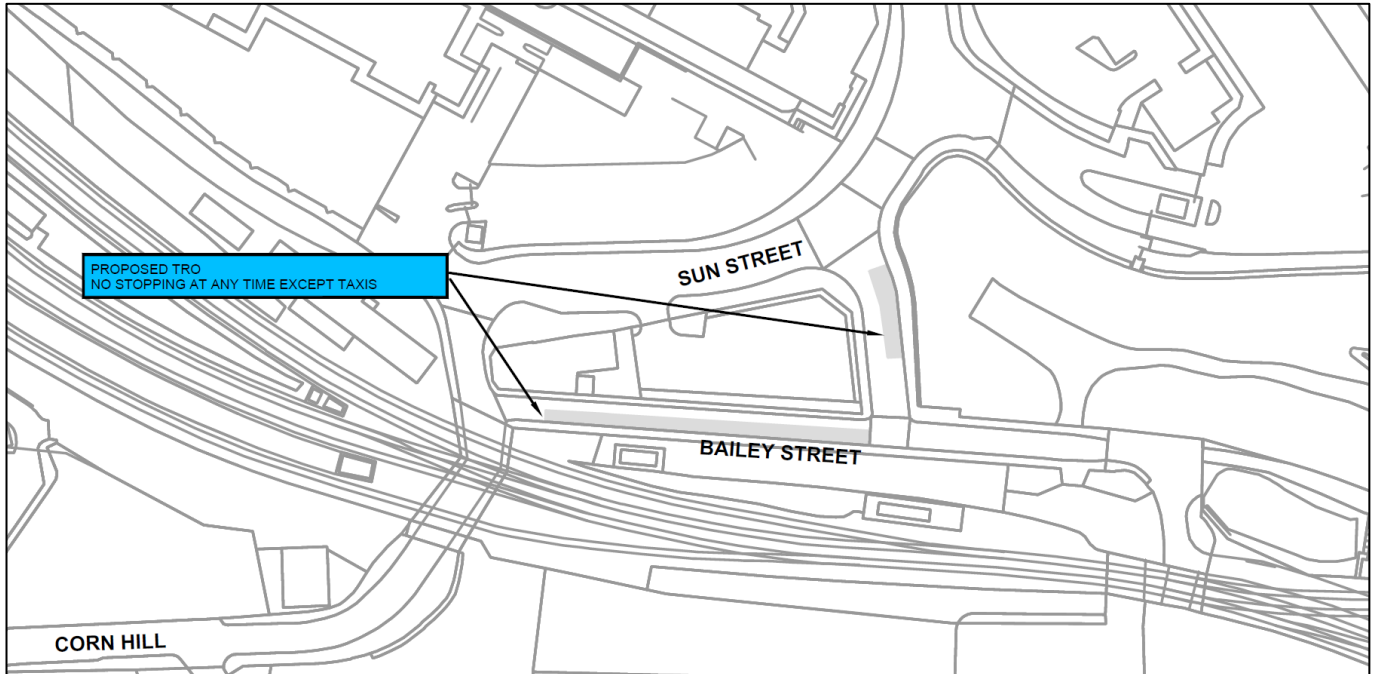 SUN STREET
PROPOSED TRO
NO STOPPING AT ANY TIME EXCEPT TAXIS
BAILEY STREET
CORN HILL